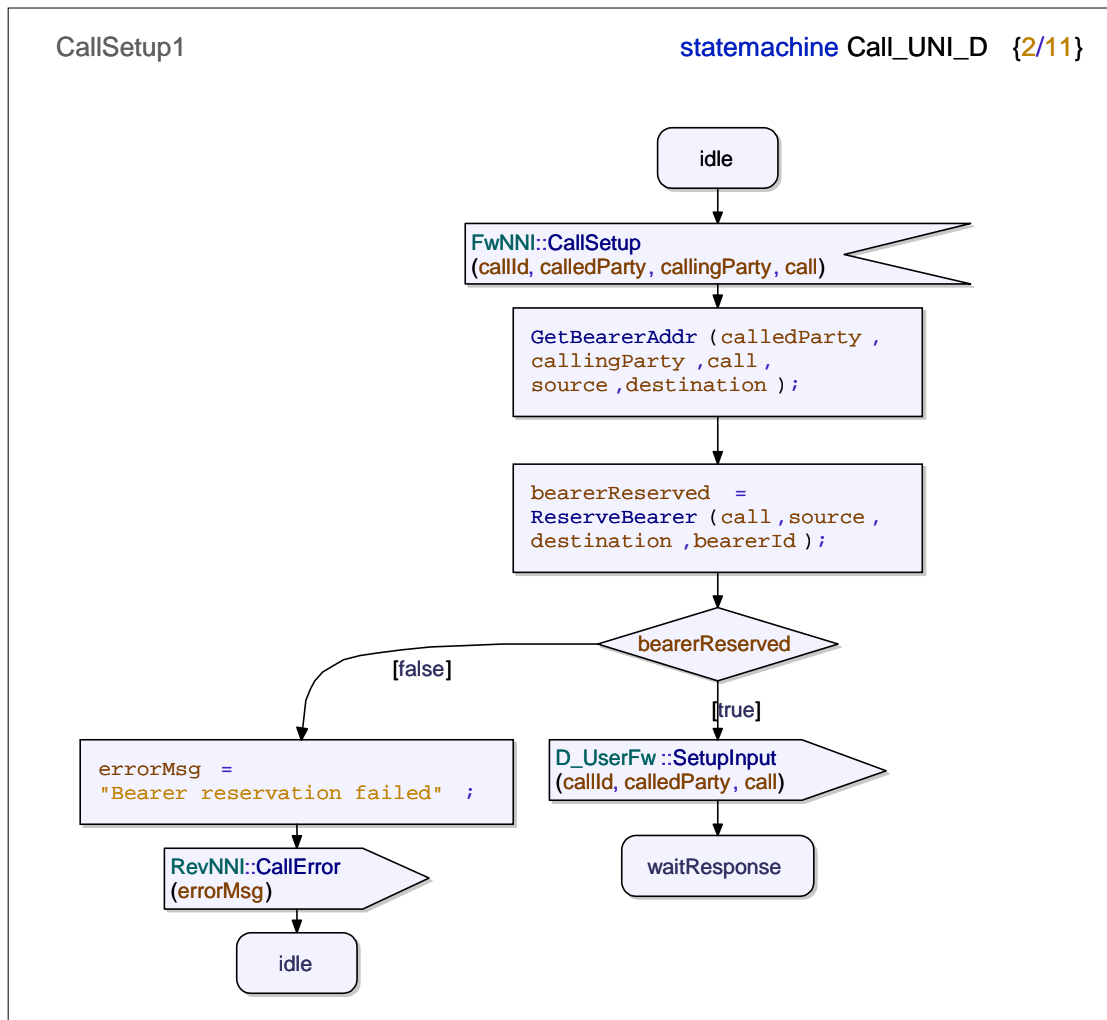 CallSetup1
statemachine Call_UNI_D {2/11}
idle
FwNNI::CallSetup
(callId, calledParty, callingParty, call)
GetBearerAddr (calledParty ,
callingParty ,call,
source ,destination );
bearerReserved =
ReserveBearer (call,source ,
destination ,bearerId );
bearerReserved
[false]
[true]
errorMsg =
"Bearer reservation failed" ;
D_UserFw ::SetupInput
(callId, calledParty, call)
RevNNI::CallError
(errorMsg)
waitResponse
idle